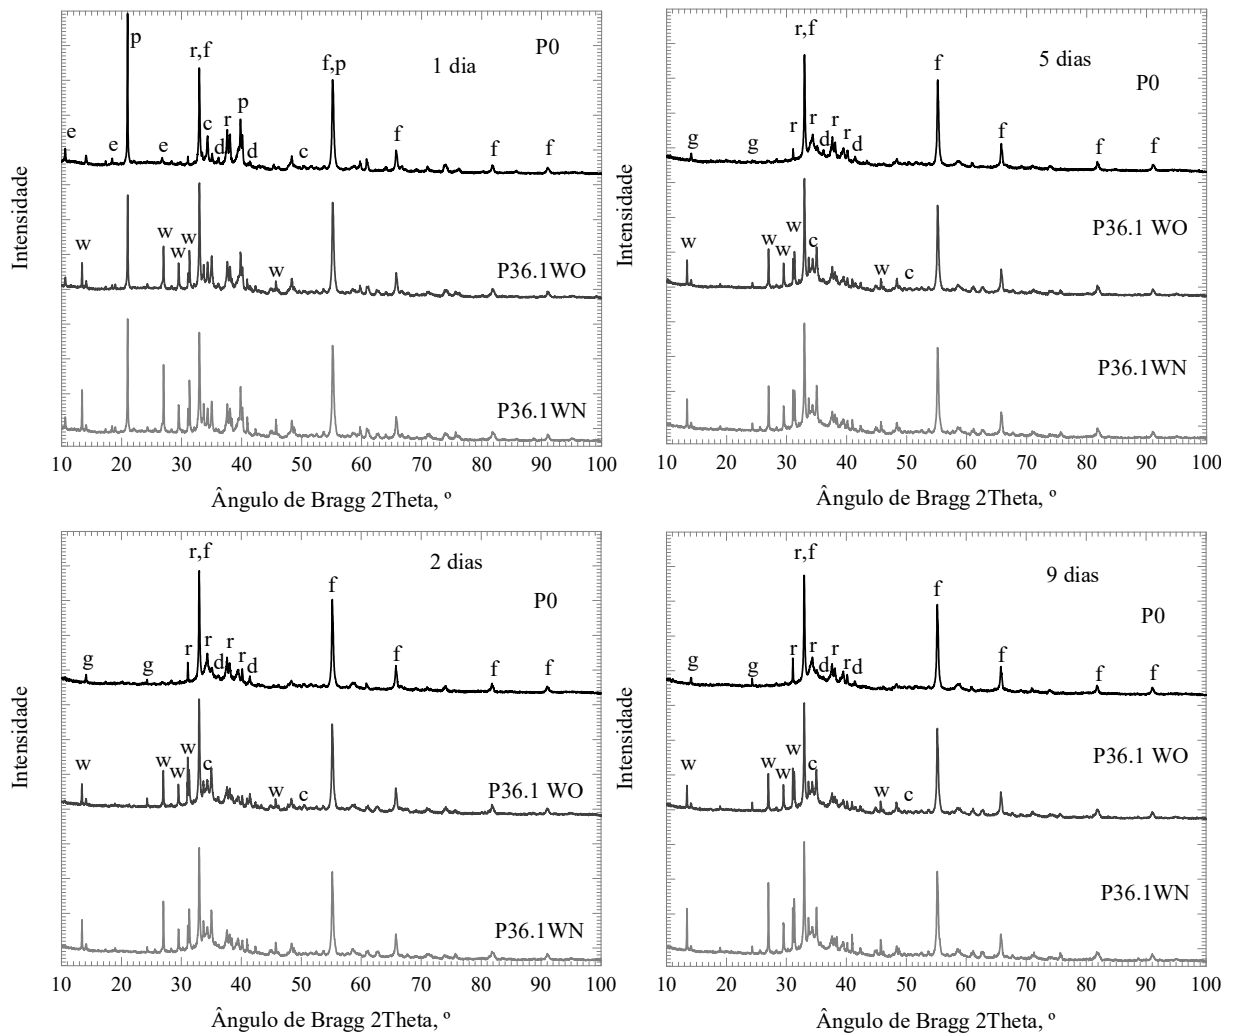 p
r,f
f,p
P0
1 dia
e
e
e
c
d
r
p
d
c
f
f
f
w
w
w
w
w
P36.1WO
P36.1WN
Intensidade
10 20 30 40 50 60 70 80 90 100
Ângulo de Bragg 2Theta, º
r,f
f
5 dias
P0
g
g
r
r
d
r
r
d
f
f
f
w
w
w
w
c
w
c
P36.1 WO
P36.1WN
Intensidade
10 20 30 40 50 60 70 80 90 100
Ângulo de Bragg 2Theta, º
r,f
f
2 dias
P0
g
g
r
r
d
r
r
d
f
f
f
w
w
w
w
c
w
c
P36.1 WO
P36.1WN
Intensidade
10 20 30 40 50 60 70 80 90 100
Ângulo de Bragg 2Theta, º
r,f
f
9 dias
P0
g
g
r
r
d
r
r
d
f
f
f
w
w
w
w
c
w
c
P36.1 WO
P36.1WN
Intensidade
10 20 30 40 50 60 70 80 90 100
Ângulo de Bragg 2Theta, º